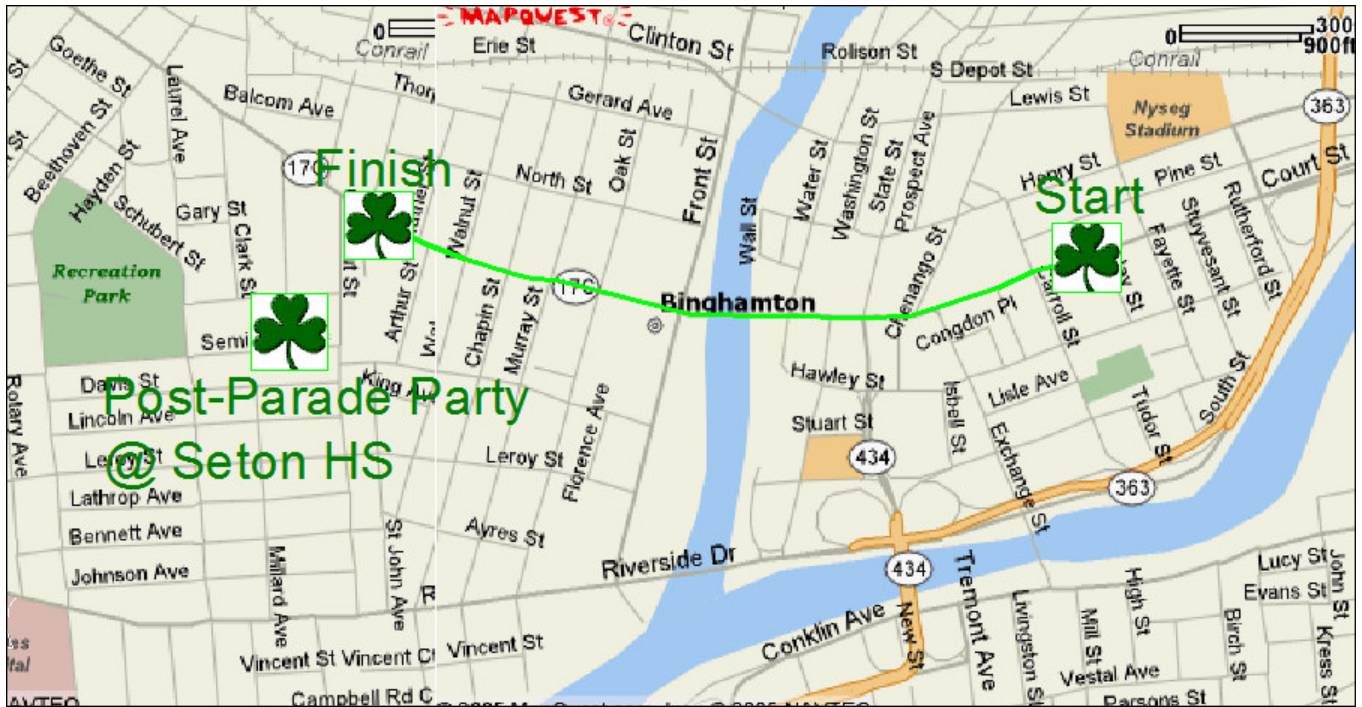 MAPQUEST
Goethe St
Conrail
0
Erie St
Clinton St
Rolison St
0
300
900ft
Conrail
S Depot St
Laurel Ave
Balcom Ave
Gerard Ave
Lewis St
Nyseg
Stadium
363
Beethoven St
Hayden St
Oak St
Front St
Water St
Washington St
State St
Prospect Ave
Henry St
Pine St
Court St
Finish
North St
Start
Gary St
Schubert St
Clark St
Walnut St
Wall St
Chenango St
Fayette St
Stuyvesant St
Rutherford St
Recreation
Park
Arthur St
Chapin St
Murray St
Binghamton
Carroll St
Congdon Pl
Hawley St
Lisle Ave
Isbell St
Davis St
Post-Parade Party
@ Seton HS
Rotary Ave
Lincoln Ave
Leroy St
Leroy St
Florence Ave
Stuart St
434
Exchange St
Tudor St
South St
363
Lathrop Ave
Bennett Ave
Ayres St
Johnson Ave
Millard Ave
St John Ave
Riverside Dr
434
Tremont Ave
High St
Lucy St
Evans St
John St
Conklin Ave
New St
Livingston St
Mill St
Birch St
Kress St
Vincent St
Vincent St
Vestal Ave
Campbell Rd
Parsons St